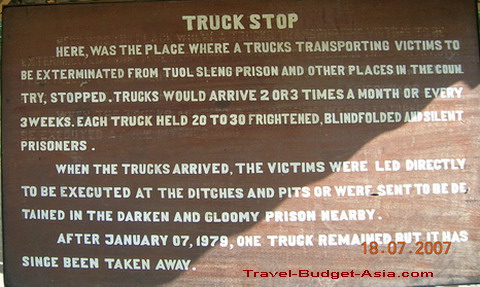 TRUCK STOP
HERE, WAS THE PLACE WHERE A TRUCKS TRANSPORTING VICTIMS TO
BE EXTERMINATED FROM TUOL SLENG PRISON AND OTHER PLACES IN THE COUN
TRY, STOPPED. TRUCKS WOULD ARRIVE 2 OR 3 TIMES A MONTH OR EVERY
3 WEEKS. EACH TRUCK HELD 20 TO 30 FRIGHTENED, BLINDFOLDED AND SILENT
PRISONERS .
WHEN THE TRUCKS ARRIVED, THE VICTIMS WERE LED DIRECTLY
TO BE EXECUTED AT THE DITCHES AND PITS OR WERE SENT TO BE DE,
TAINED IN THE DARKEN AND GLOOMY PRISON NEARBY.
AFTER JANUARY 07, 1979, ONE TRUCK REMAINED BUT IT HAS
SINCE BEEN TAKEN AWAY.
18.07.2007
Travel-Budget-Asia.com